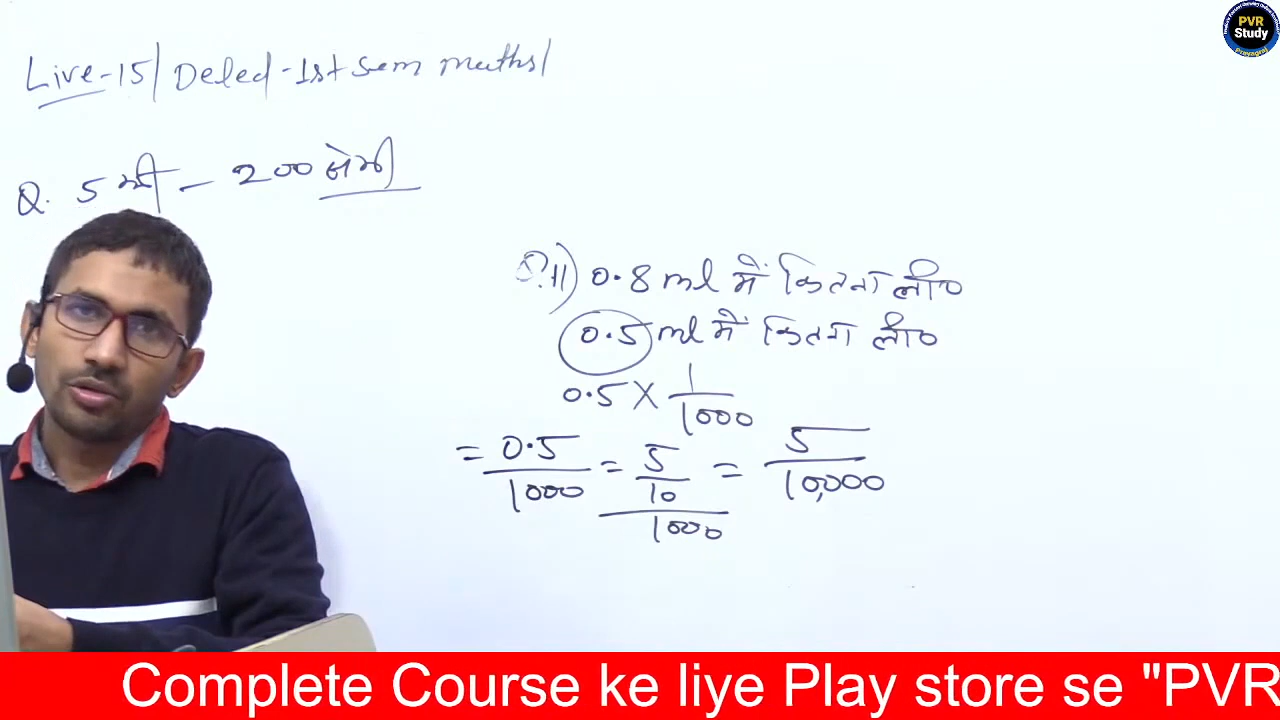 PVR
Study
Prayagraj
Live-15/ Deled-1st sem maths/
Q. 5 मी - 200 सेमी
Q.11) 0.8 ml में कितना ली०
0.5 ml में कितना ली०
0.5 × 1/1000
= 0.5/1000 = 5/10/1000 = 5/10,000
Complete Course ke liye Play store se "PVR